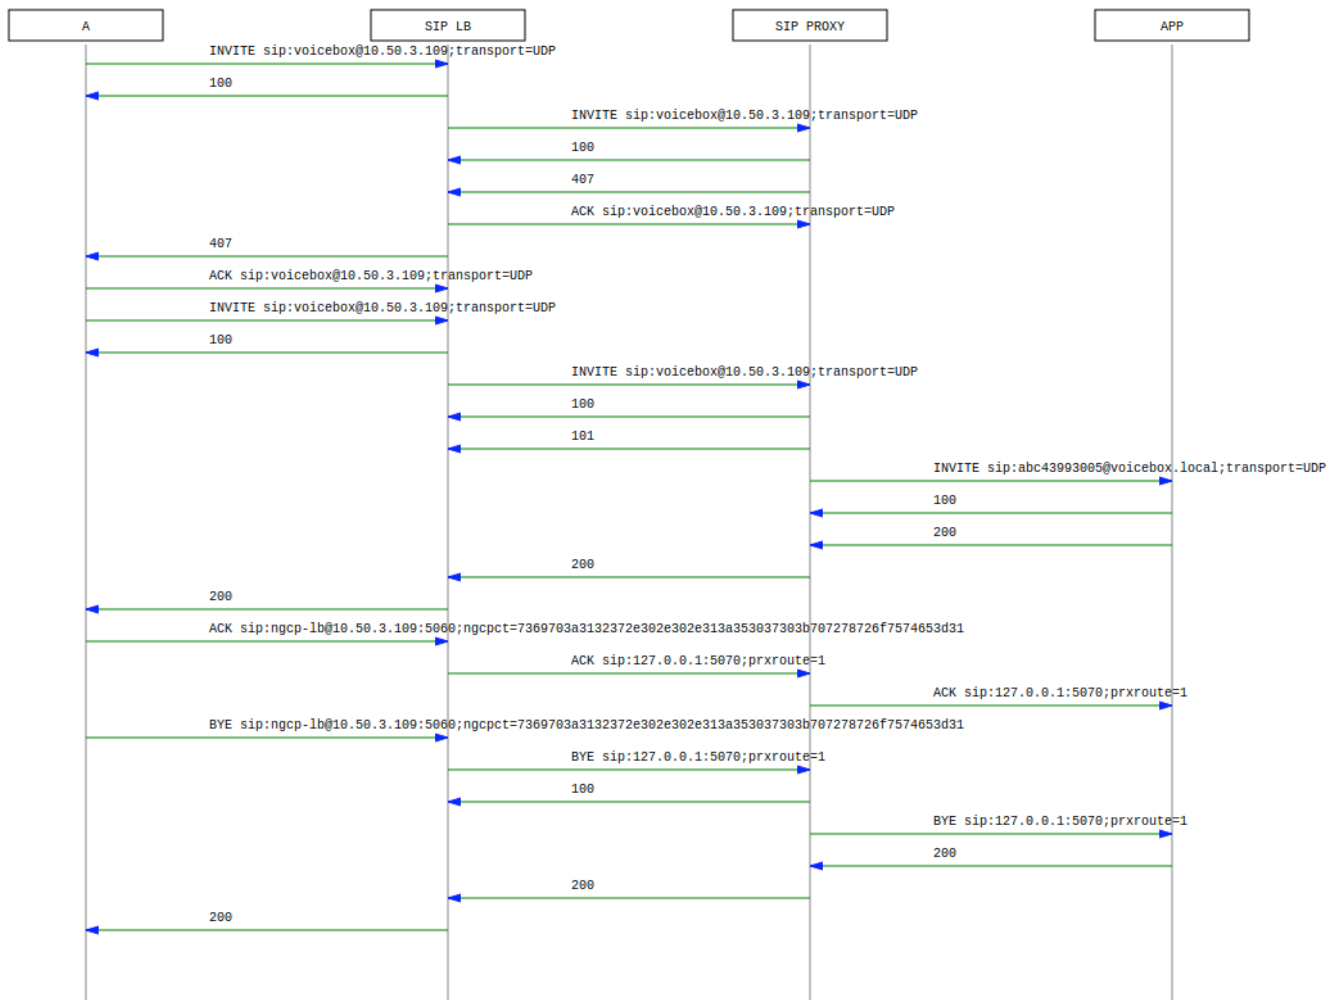 A
SIP LB
SIP PROXY
APP
INVITE sip:voicebox@10.50.3.109;transport=UDP
100
INVITE sip:voicebox@10.50.3.109;transport=UDP
100
407
ACK sip:voicebox@10.50.3.109;transport=UDP
407
ACK sip:voicebox@10.50.3.109;transport=UDP
INVITE sip:voicebox@10.50.3.109;transport=UDP
100
INVITE sip:voicebox@10.50.3.109;transport=UDP
100
101
INVITE sip:abc43993005@voicebox.local;transport=UDP
100
200
200
200
ACK sip:ngcp-lb@10.50.3.109:5060;ngcpct=7369703a3132372e302e302e313a353037303b707278726f7574653d31
ACK sip:127.0.0.1:5070;prxroute=1
ACK sip:127.0.0.1:5070;prxroute=1
BYE sip:ngcp-lb@10.50.3.109:5060;ngcpct=7369703a3132372e302e302e313a353037303b707278726f7574653d31
BYE sip:127.0.0.1:5070;prxroute=1
100
BYE sip:127.0.0.1:5070;prxroute=1
200
200
200